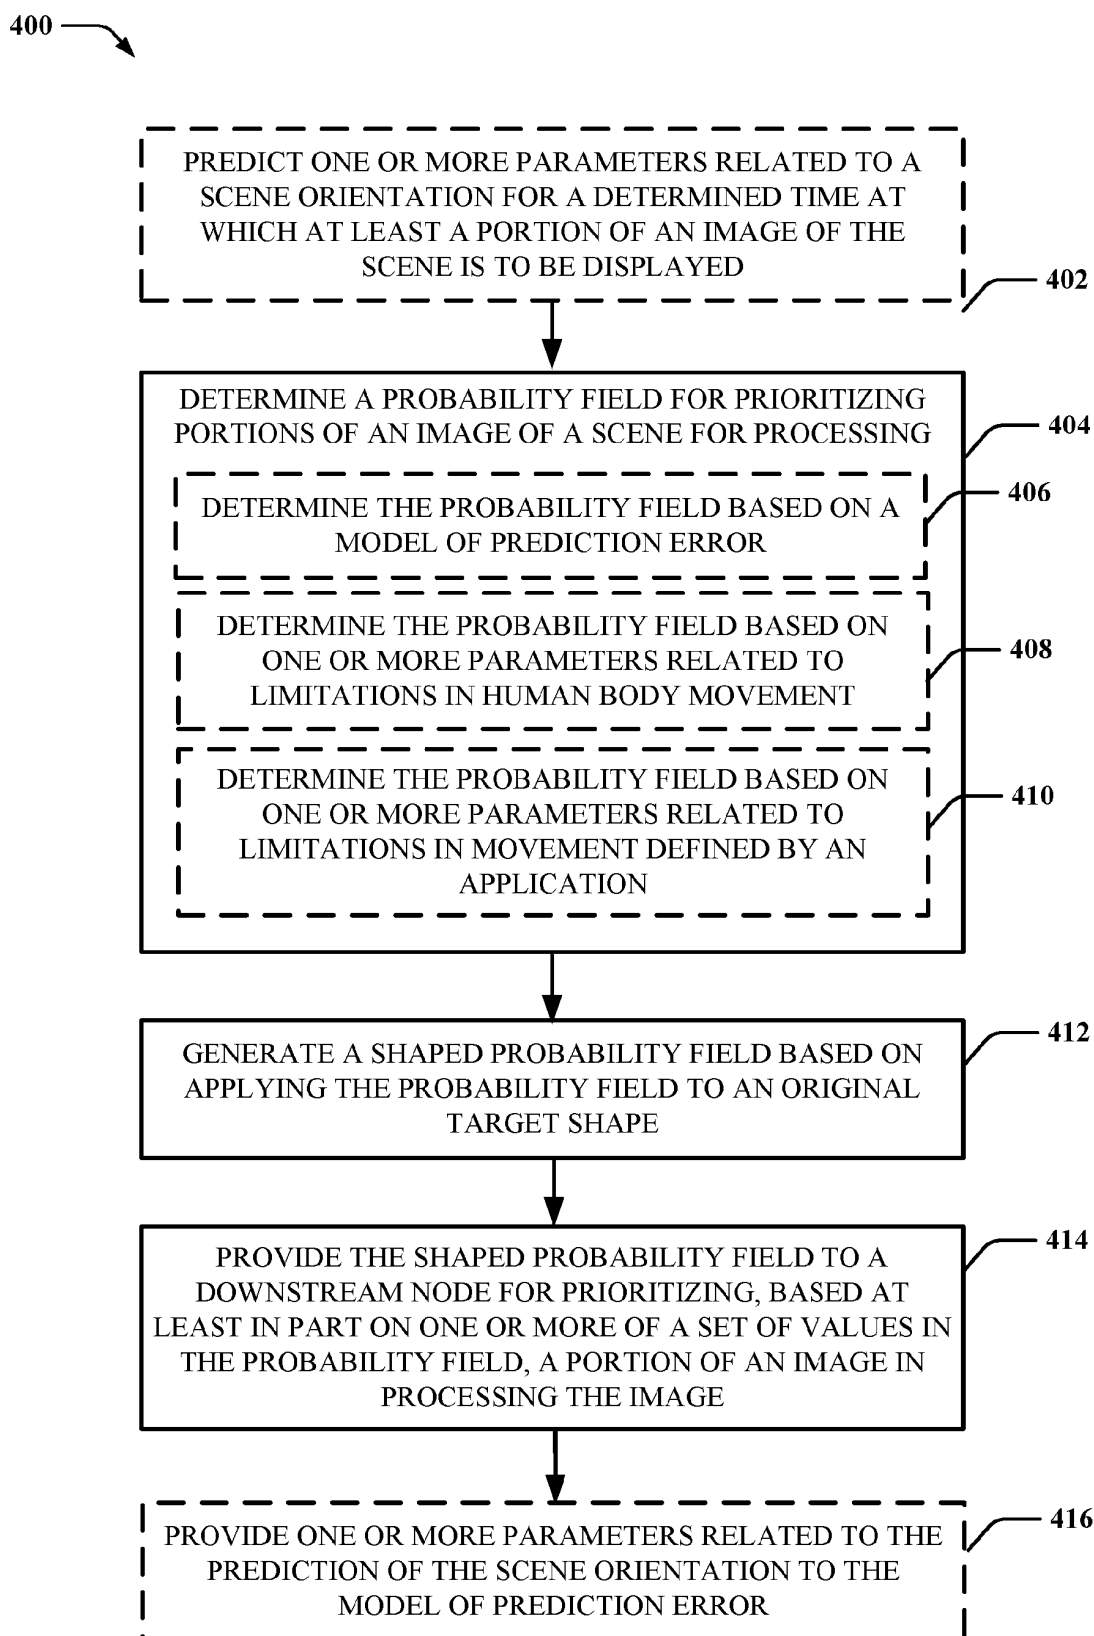 400
PREDICT ONE OR MORE PARAMETERS RELATED TO A
SCENE ORIENTATION FOR A DETERMINED TIME AT
WHICH AT LEAST A PORTION OF AN IMAGE OF THE
SCENE IS TO BE DISPLAYED
402
DETERMINE A PROBABILITY FIELD FOR PRIORITIZING
PORTIONS OF AN IMAGE OF A SCENE FOR PROCESSING
404
DETERMINE THE PROBABILITY FIELD BASED ON A
MODEL OF PREDICTION ERROR
406
DETERMINE THE PROBABILITY FIELD BASED ON
ONE OR MORE PARAMETERS RELATED TO
LIMITATIONS IN HUMAN BODY MOVEMENT
408
DETERMINE THE PROBABILITY FIELD BASED ON
ONE OR MORE PARAMETERS RELATED TO
LIMITATIONS IN MOVEMENT DEFINED BY AN
APPLICATION
410
GENERATE A SHAPED PROBABILITY FIELD BASED ON
APPLYING THE PROBABILITY FIELD TO AN ORIGINAL
TARGET SHAPE
412
PROVIDE THE SHAPED PROBABILITY FIELD TO A
DOWNSTREAM NODE FOR PRIORITIZING, BASED AT
LEAST IN PART ON ONE OR MORE OF A SET OF VALUES IN
THE PROBABILITY FIELD, A PORTION OF AN IMAGE IN
PROCESSING THE IMAGE
414
PROVIDE ONE OR MORE PARAMETERS RELATED TO THE
PREDICTION OF THE SCENE ORIENTATION TO THE
MODEL OF PREDICTION ERROR
416